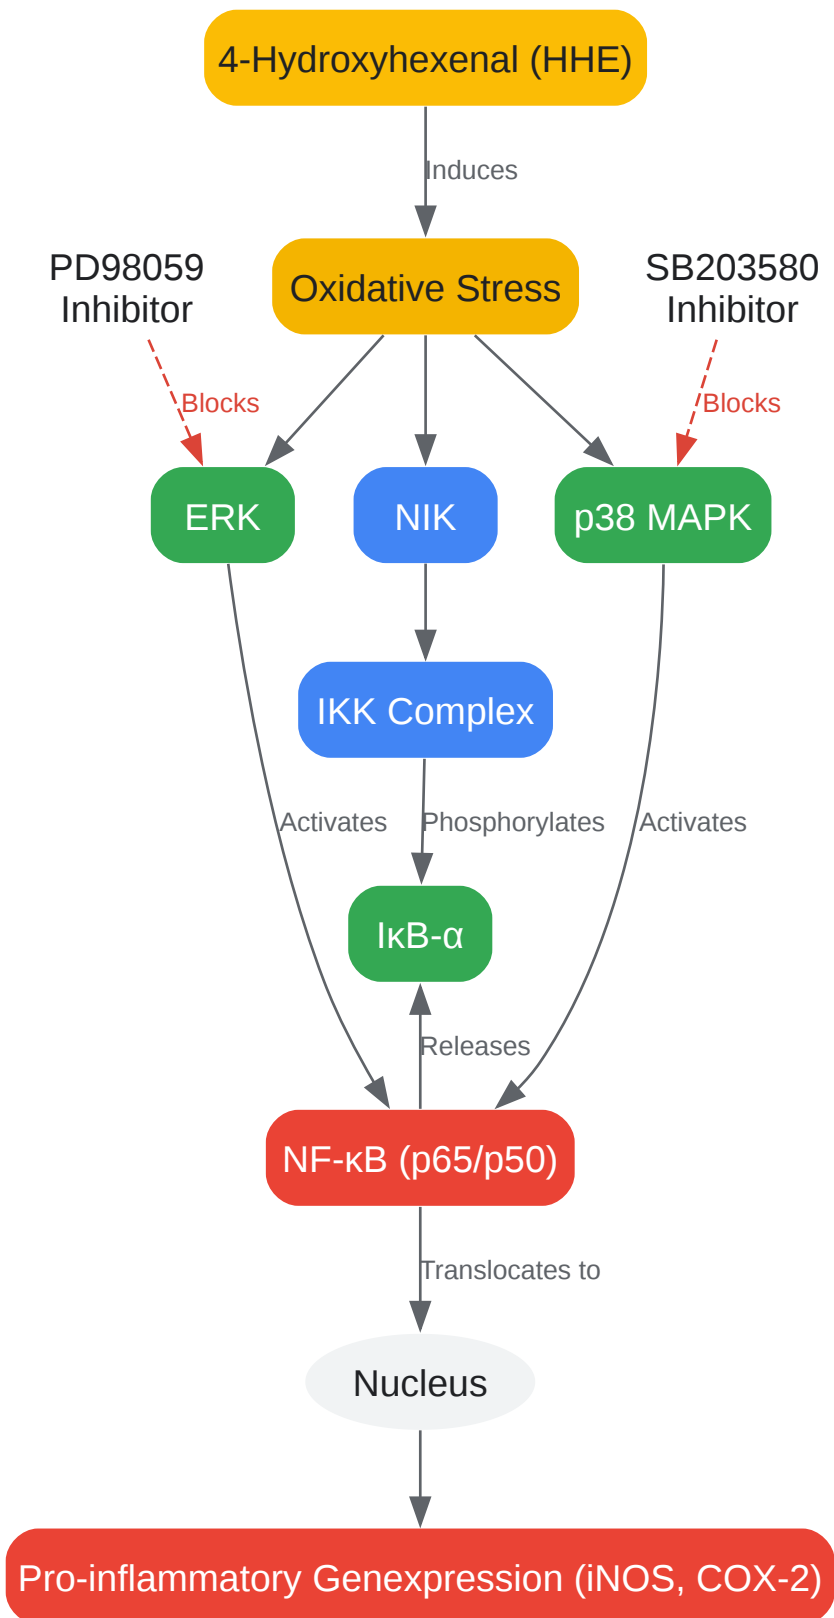 4-Hydroxyhexenal (HHE)
Induces
PD98059
Inhibitor
Oxidative Stress
SB203580
Inhibitor
Blocks
Blocks
ERK
NIK
p38 MAPK
IKK Complex
Activates
Phosphorylates
Activates
IκB-α
Releases
NF-κB (p65/p50)
Translocates to
Nucleus
Pro-inflammatory Genexpression (iNOS, COX-2)